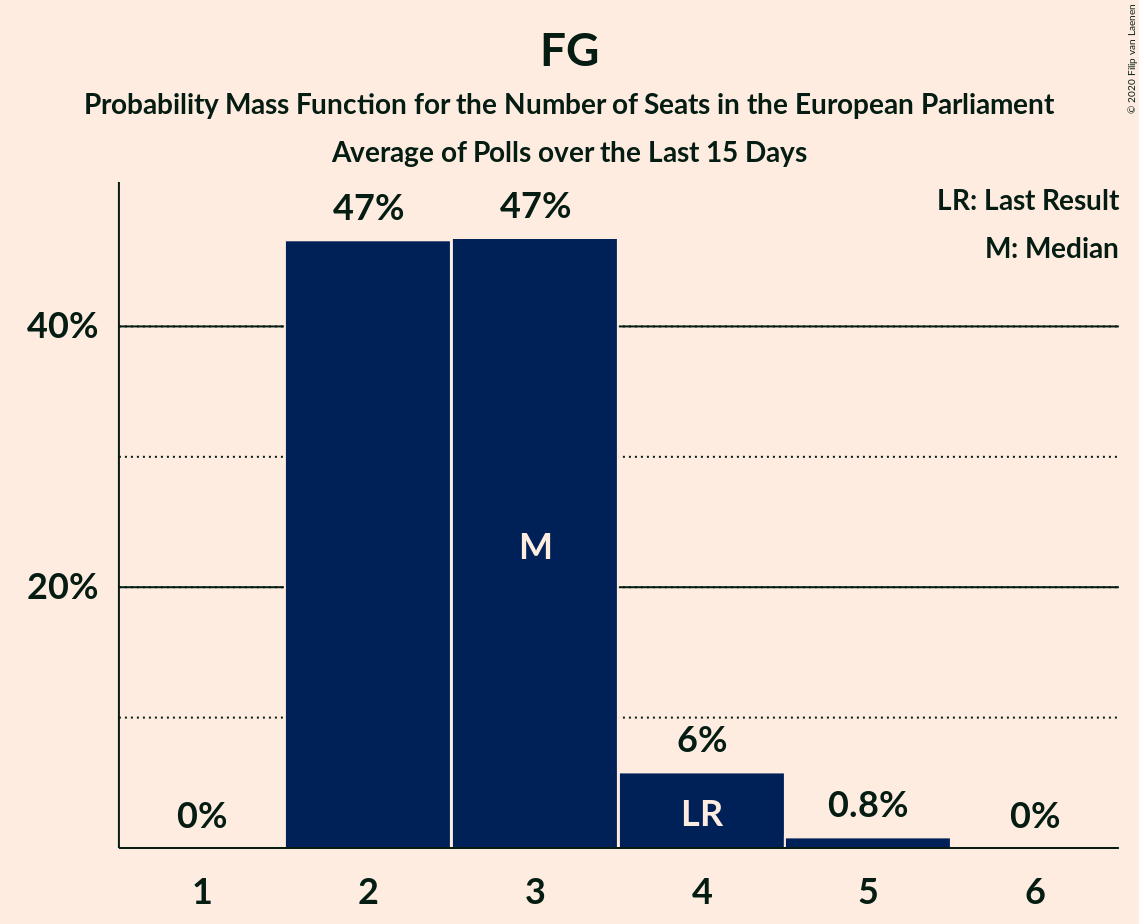 FG
Probability Mass Function for the Number of Seats in the European Parliament
Average of Polls over the Last 15 Days
© 2020 Filip van Laenen
LR: Last Result
M: Median
47%
47%
40%
M
20%
6%
0%
LR
0.8%
0%
1
2
3
4
5
6